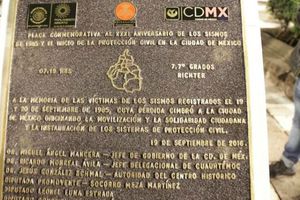 CDMX
PLACA CONMEMORATIVA AL XXXI ANIVERSARIO DE LOS SISMOS
DE 1985 Y EL INICIO DE LA PROTECCIÓN CIVIL EN LA CIUDAD DE MÉXICO
07:19 HRS
7.7° GRADOS
RICHTER
A LA MEMORIA DE LAS VÍCTIMAS DE LOS SISMOS REGISTRADOS EL 19
Y 20 DE SEPTIEMBRE DE 1985, CUYA PÉRDIDA CIMBRÓ A LA CIUDAD
DE MÉXICO ORIGINANDO LA MOVILIZACIÓN Y LA SOLIDARIDAD CIUDADANA
Y LA INSTAURACIÓN DE LOS SISTEMAS DE PROTECCIÓN CIVIL.
19 DE SEPTIEMBRE DE 2016.
DR. MIGUEL ÁNGEL MANCERA - JEFE DE GOBIERNO DE LA CD. DE MÉX.
DR. RICARDO MONREAL ÁVILA - JEFE DELEGACIONAL DE CUAUHTÉMOC
DR. JESÚS GONZÁLEZ SCHMAL - AUTORIDAD DEL CENTRO HISTÓRICO
DIPUTADA PROMOVENTE - SOCORRO MEZA MARTÍNEZ
DIPUTADO LEONEL LUNA ESTRADA